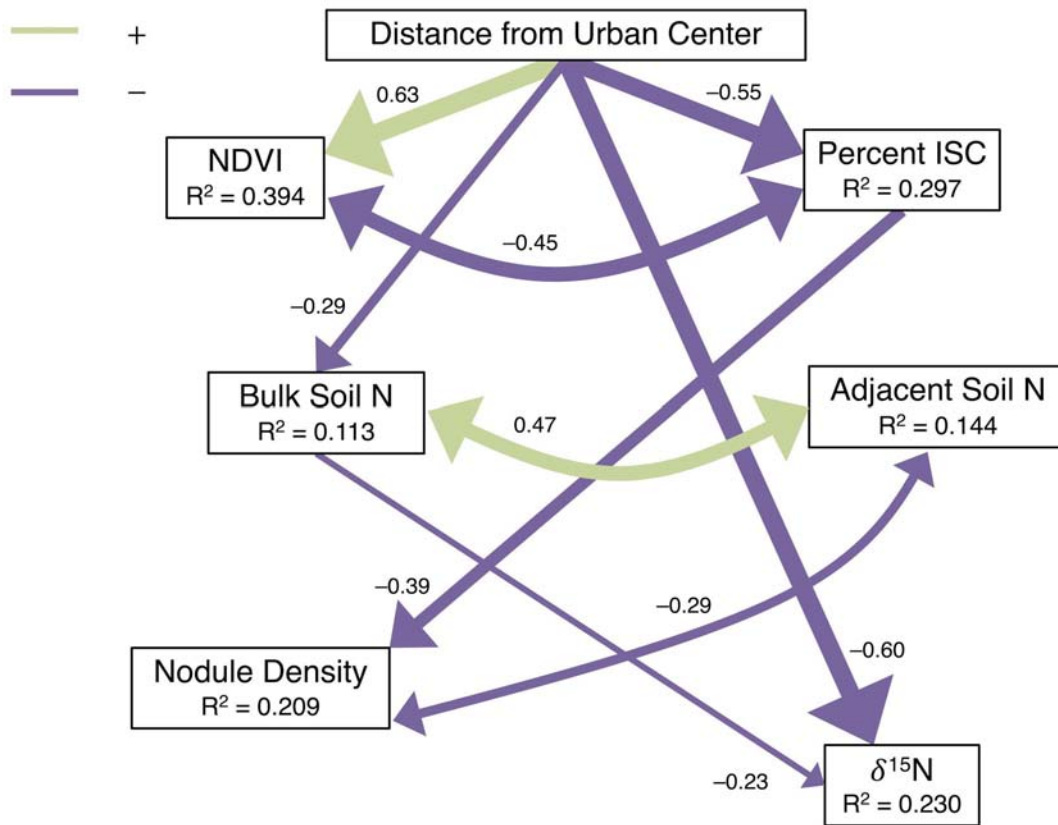 +
Distance from Urban Center
−
0.63
−0.55
NDVI
R² = 0.394
Percent ISC
R² = 0.297
−0.45
−0.29
Bulk Soil N
R² = 0.113
Adjacent Soil N
R² = 0.144
0.47
−0.39
−0.29
Nodule Density
R² = 0.209
−0.60
−0.23
δ¹⁵N
R² = 0.230